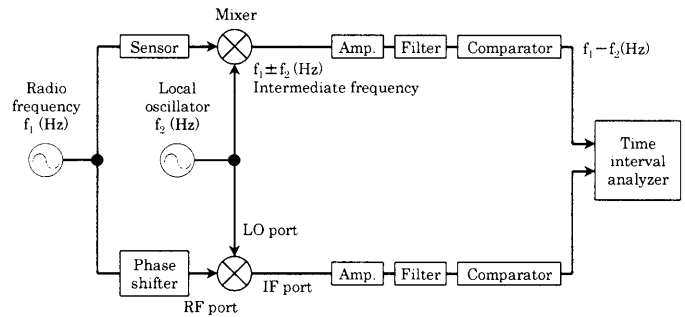 Mixer
Sensor
Amp.
Filter
Comparator
f₁−f₂(Hz)
f₁±f₂ (Hz)
Intermediate frequency
Radio
frequency
f₁ (Hz)
Local
oscillator
f₂ (Hz)
Time
interval
analyzer
LO port
Phase
shifter
RF port
IF port
Amp.
Filter
Comparator